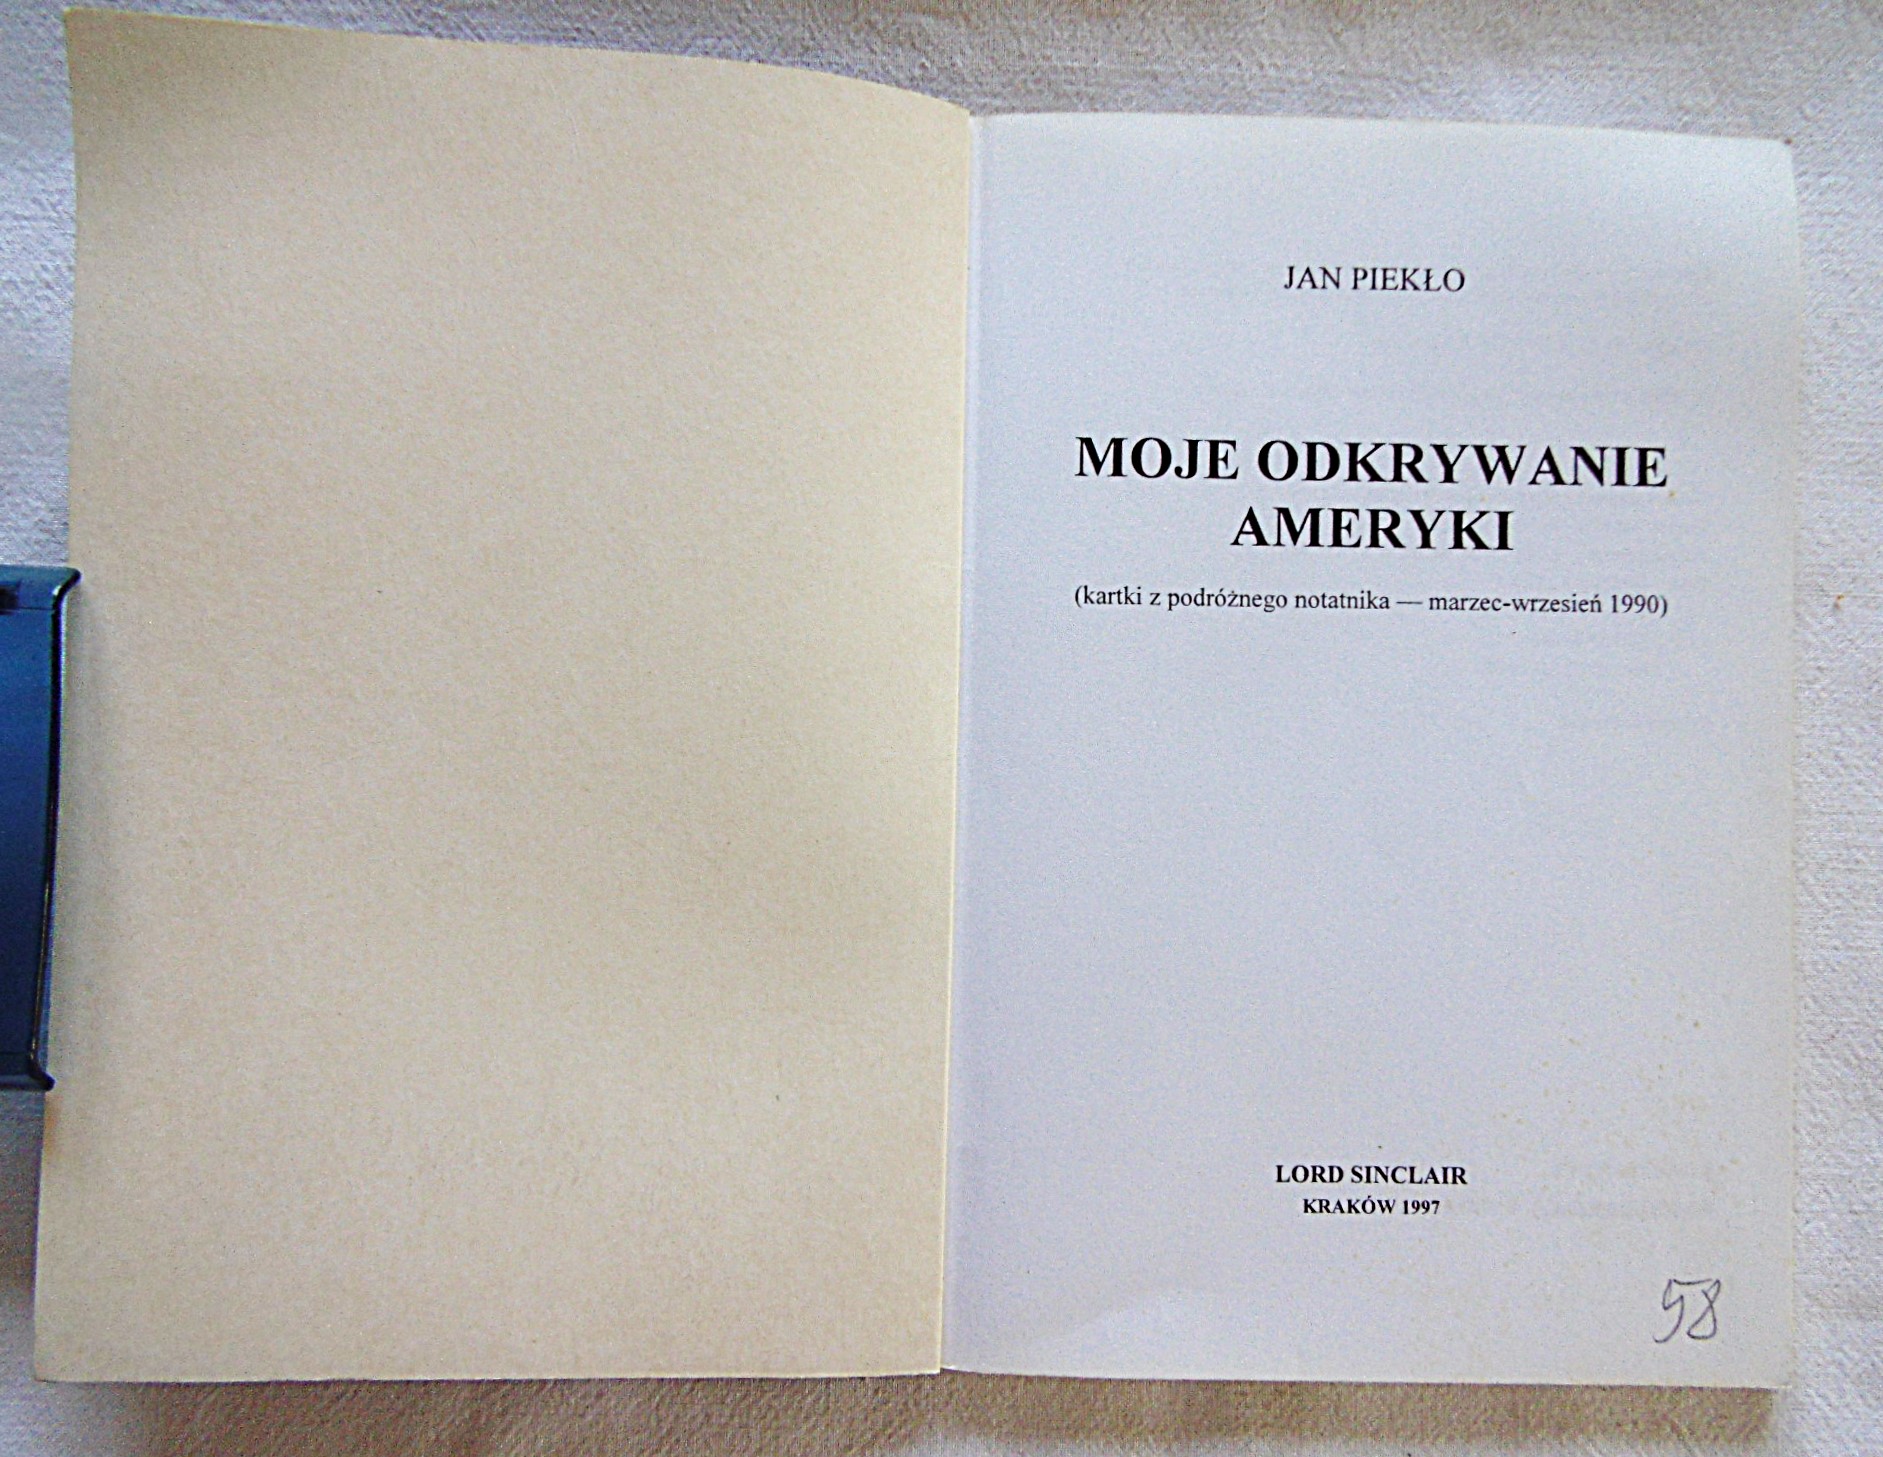 JAN PIEKŁO
MOJE ODKRYWANIE
AMERYKI
(kartki z podróżnego notatnika — marzec-wrzesień 1990)
LORD SINCLAIR
KRAKÓW 1997
58